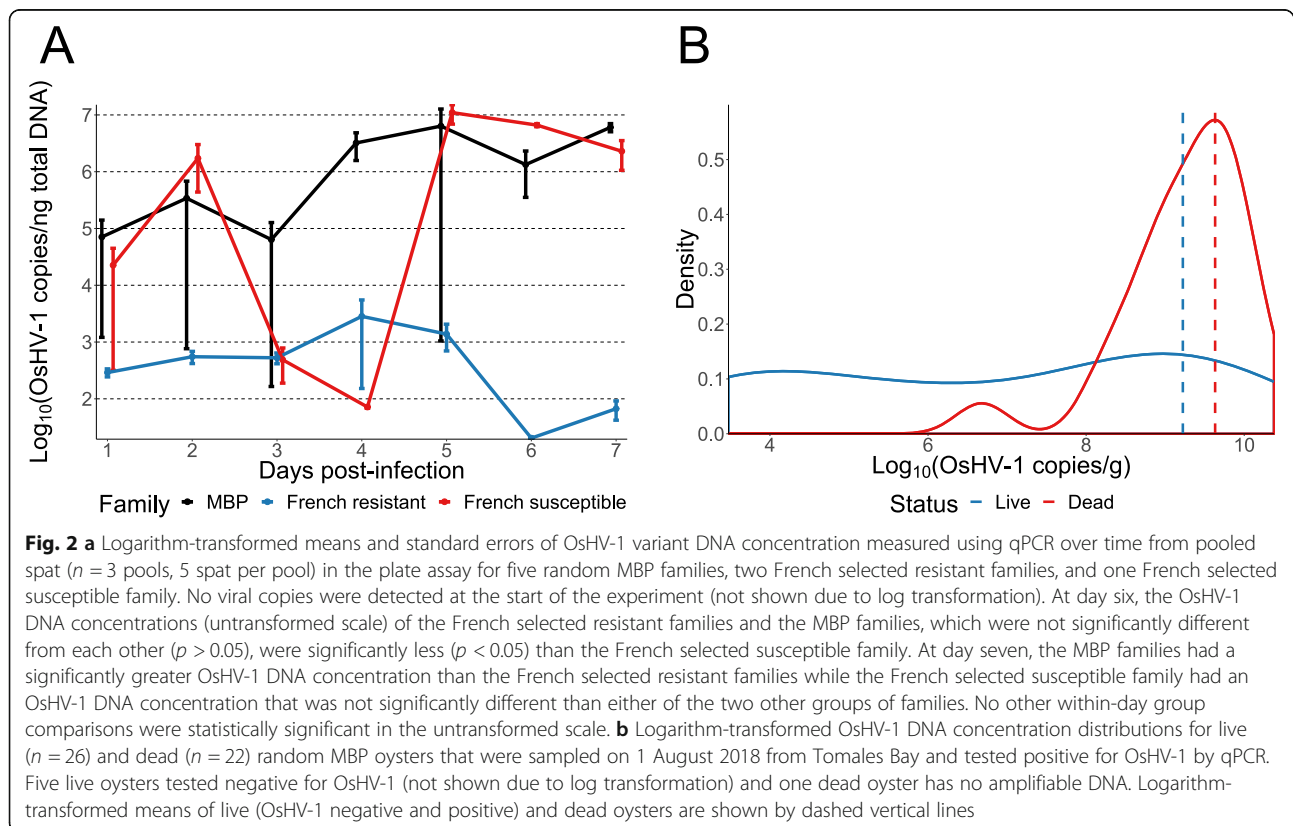 A
Log₁₀(OsHV-1 copies/ng total DNA)
7
6
5
4
3
2
1 2 3 4 5 6 7
Days post-infection
Family MBP French resistant French susceptible
B
Density
0.5
0.4
0.3
0.2
0.1
0.0
4 6 8 10
Log₁₀(OsHV-1 copies/g)
Status Live Dead
Fig. 2 a Logarithm-transformed means and standard errors of OsHV-1 variant DNA concentration measured using qPCR over time from pooled
spat (n = 3 pools, 5 spat per pool) in the plate assay for five random MBP families, two French selected resistant families, and one French selected
susceptible family. No viral copies were detected at the start of the experiment (not shown due to log transformation). At day six, the OsHV-1
DNA concentrations (untransformed scale) of the French selected resistant families and the MBP families, which were not significantly different
from each other (p > 0.05), were significantly less (p < 0.05) than the French selected susceptible family. At day seven, the MBP families had a
significantly greater OsHV-1 DNA concentration than the French selected resistant families while the French selected susceptible family had an
OsHV-1 DNA concentration that was not significantly different than either of the two other groups of families. No other within-day group
comparisons were statistically significant in the untransformed scale. b Logarithm-transformed OsHV-1 DNA concentration distributions for live
(n = 26) and dead (n = 22) random MBP oysters that were sampled on 1 August 2018 from Tomales Bay and tested positive for OsHV-1 by qPCR.
Five live oysters tested negative for OsHV-1 (not shown due to log transformation) and one dead oyster has no amplifiable DNA. Logarithm-
transformed means of live (OsHV-1 negative and positive) and dead oysters are shown by dashed vertical lines